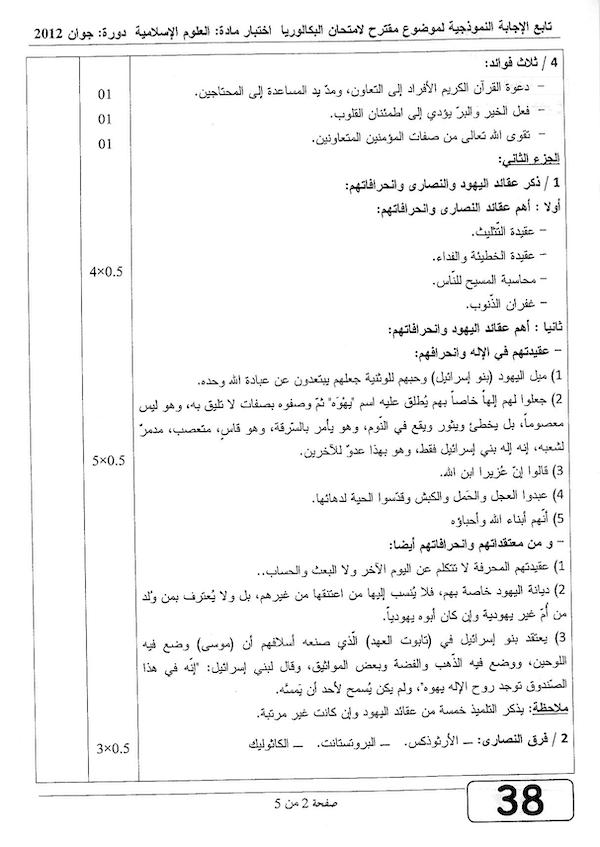 تابع الإجابة النموذجية لموضوع مقترح لامتحان البكالوريا اختبار مادة: العلوم الإسلامية دورة: جوان 2012
4 / ثلاث فوائد:
– دعوة القرآن الكريم الأفراد إلى التعاون، ومدّ يد المساعدة إلى المحتاجين. 01
– فعل الخير والبرّ يؤدي إلى اطمئنان القلوب. 01
– تقوى الله تعالى من صفات المؤمنين المتعاونين. 01
الجزء الثاني:
1 / ذكر عقائد اليهود والنصارى وانحرافاتهم:
أولا : أهم عقائد النصارى وانحرافاتهم:
– عقيدة التّثليث.
– عقيدة الخطيئة والفداء.
– محاسبة المسيح للنّاس. 4×0.5
– غفران الذّنوب.
ثانيا : أهم عقائد اليهود وانحرافاتهم:
– عقيدتهم في الإله وانحرافهم:
1) ميل اليهود (بنو إسرائيل) وحبهم للوثنية جعلهم يبتعدون عن عبادة الله وحده.
2) جعلوا لهم إلهاً خاصاً بهم يُطلق عليه اسم "يهْوَه" ثمّ وصفوه بصفات لا تليق به، وهو ليس
معصوماً، بل يخطئ ويثور ويقع في النّوم، وهو يأمر بالسّرقة، وهو قاسٍ، متعصب، مدمرّ
لشعبه، إنه إله بني إسرائيل فقط، وهو بهذا عدوّ للآخرين. 5×0.5
3) قالوا إنّ عُزيرا ابن الله.
4) عبدوا العجل والحَمل والكبش وقدّسوا الحية لدهائها.
5) أنّهم أبناء الله وأحباؤه
– و من معتقداتهم وانحرافاتهم أيضا:
1) عقيدتهم المحرفة لا تتكلم عن اليوم الآخر ولا البعث والحساب..
2) ديانة اليهود خاصة بهم، فلا يُنسب إليها من اعتنقها من غيرهم، بل ولا يُعترف بمن وُلد
من أمّ غير يهودية وإن كان أبوه يهودياً.
3) يعتقد بنو إسرائيل في (تابوت العهد) الّذي صنعه أسلافهم أن (موسى) وضع فيه
اللوحين، ووضع فيه الذّهب والفضة وبعض المواثيق، وقال لبني إسرائيل: "إنّه في هذا
الصّندوق توجد روح الإله يهوه"، ولم يكن يُسمح لأحد أن يَمسَّه.
ملاحظة: يذكر التلميذ خمسة من عقائد اليهود وإن كانت غير مرتبة.
2 / فرق النصارى: – الأرثوذكس. – البروتستانت. – الكاثوليك 3×0.5
صفحة 2 من 5
38